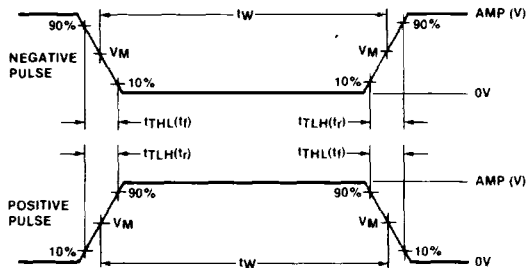 tW
AMP (V)
90%
90%
NEGATIVE
PULSE
VM
VM
10%
10%
0V
tTHL(tf)
tTLH(tr)
tTLH(tr)
tTHL(tf)
AMP (V)
90%
90%
POSITIVE
PULSE
VM
VM
10%
10%
tW
0V